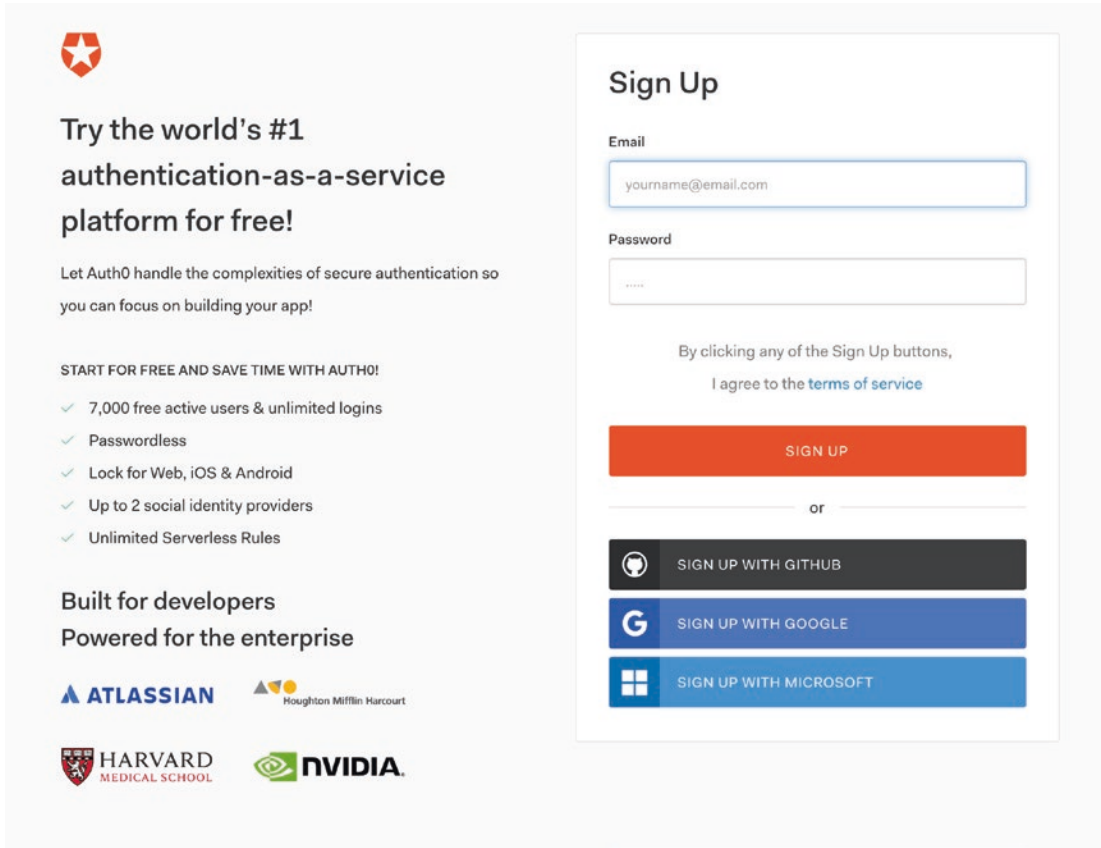 Try the world's #1
authentication-as-a-service
platform for free!
Let Auth0 handle the complexities of secure authentication so
you can focus on building your app!
START FOR FREE AND SAVE TIME WITH AUTH0!
7,000 free active users & unlimited logins
Passwordless
Lock for Web, iOS & Android
Up to 2 social identity providers
Unlimited Serverless Rules
Built for developers
Powered for the enterprise
ATLASSIAN
Houghton Mifflin Harcourt
HARVARD
MEDICAL SCHOOL
NVIDIA.
Sign Up
Email
yourname@email.com
Password
.....
By clicking any of the Sign Up buttons,
I agree to the terms of service
SIGN UP
or
SIGN UP WITH GITHUB
G SIGN UP WITH GOOGLE
SIGN UP WITH MICROSOFT